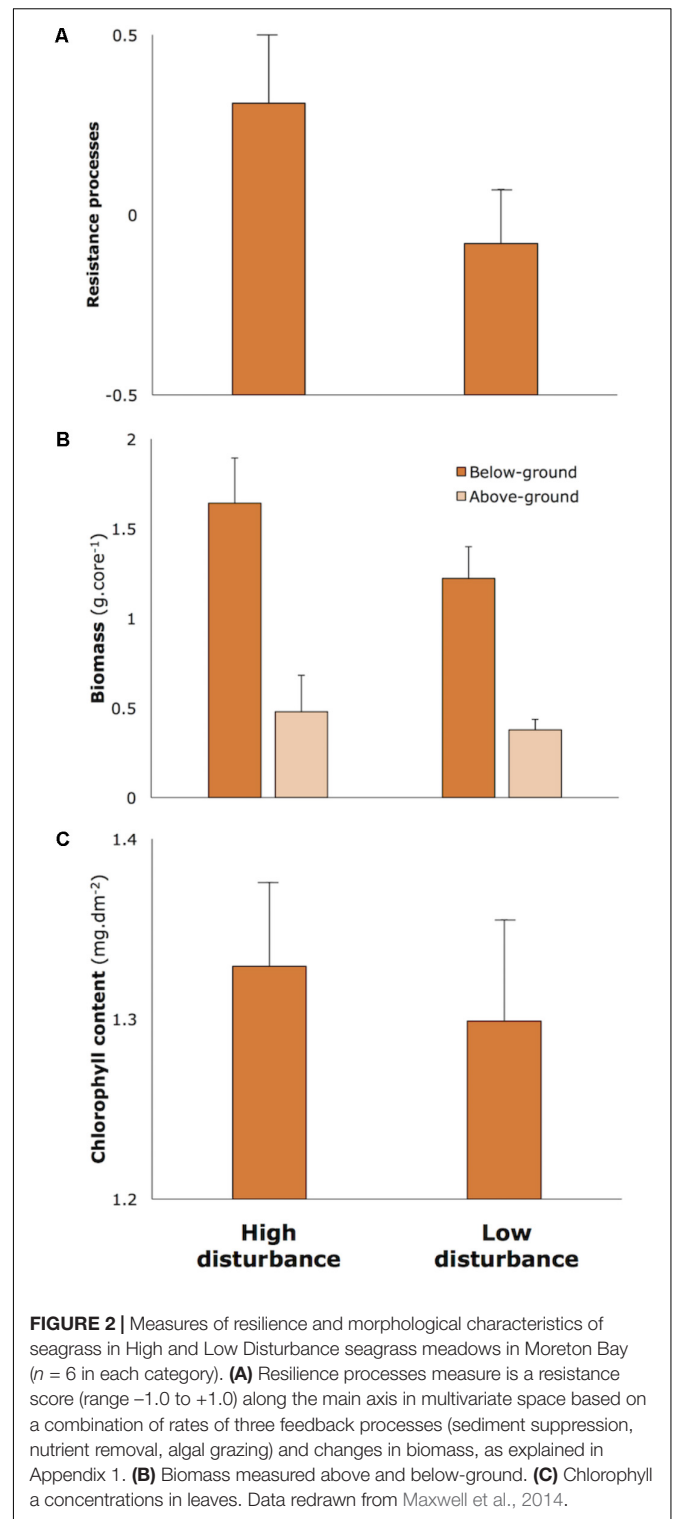 A
0.5
0
-0.5
Resistance processes
B
2
1.5
1
0.5
0
Biomass (g.core⁻¹)
Below-ground
Above-ground
C
1.4
1.3
1.2
Chlorophyll content (mg.dm⁻²)
High disturbance
Low disturbance
FIGURE 2 | Measures of resilience and morphological characteristics of
seagrass in High and Low Disturbance seagrass meadows in Moreton Bay
(n = 6 in each category). (A) Resilience processes measure is a resistance
score (range –1.0 to +1.0) along the main axis in multivariate space based on
a combination of rates of three feedback processes (sediment suppression,
nutrient removal, algal grazing) and changes in biomass, as explained in
Appendix 1. (B) Biomass measured above and below-ground. (C) Chlorophyll
a concentrations in leaves. Data redrawn from Maxwell et al., 2014.